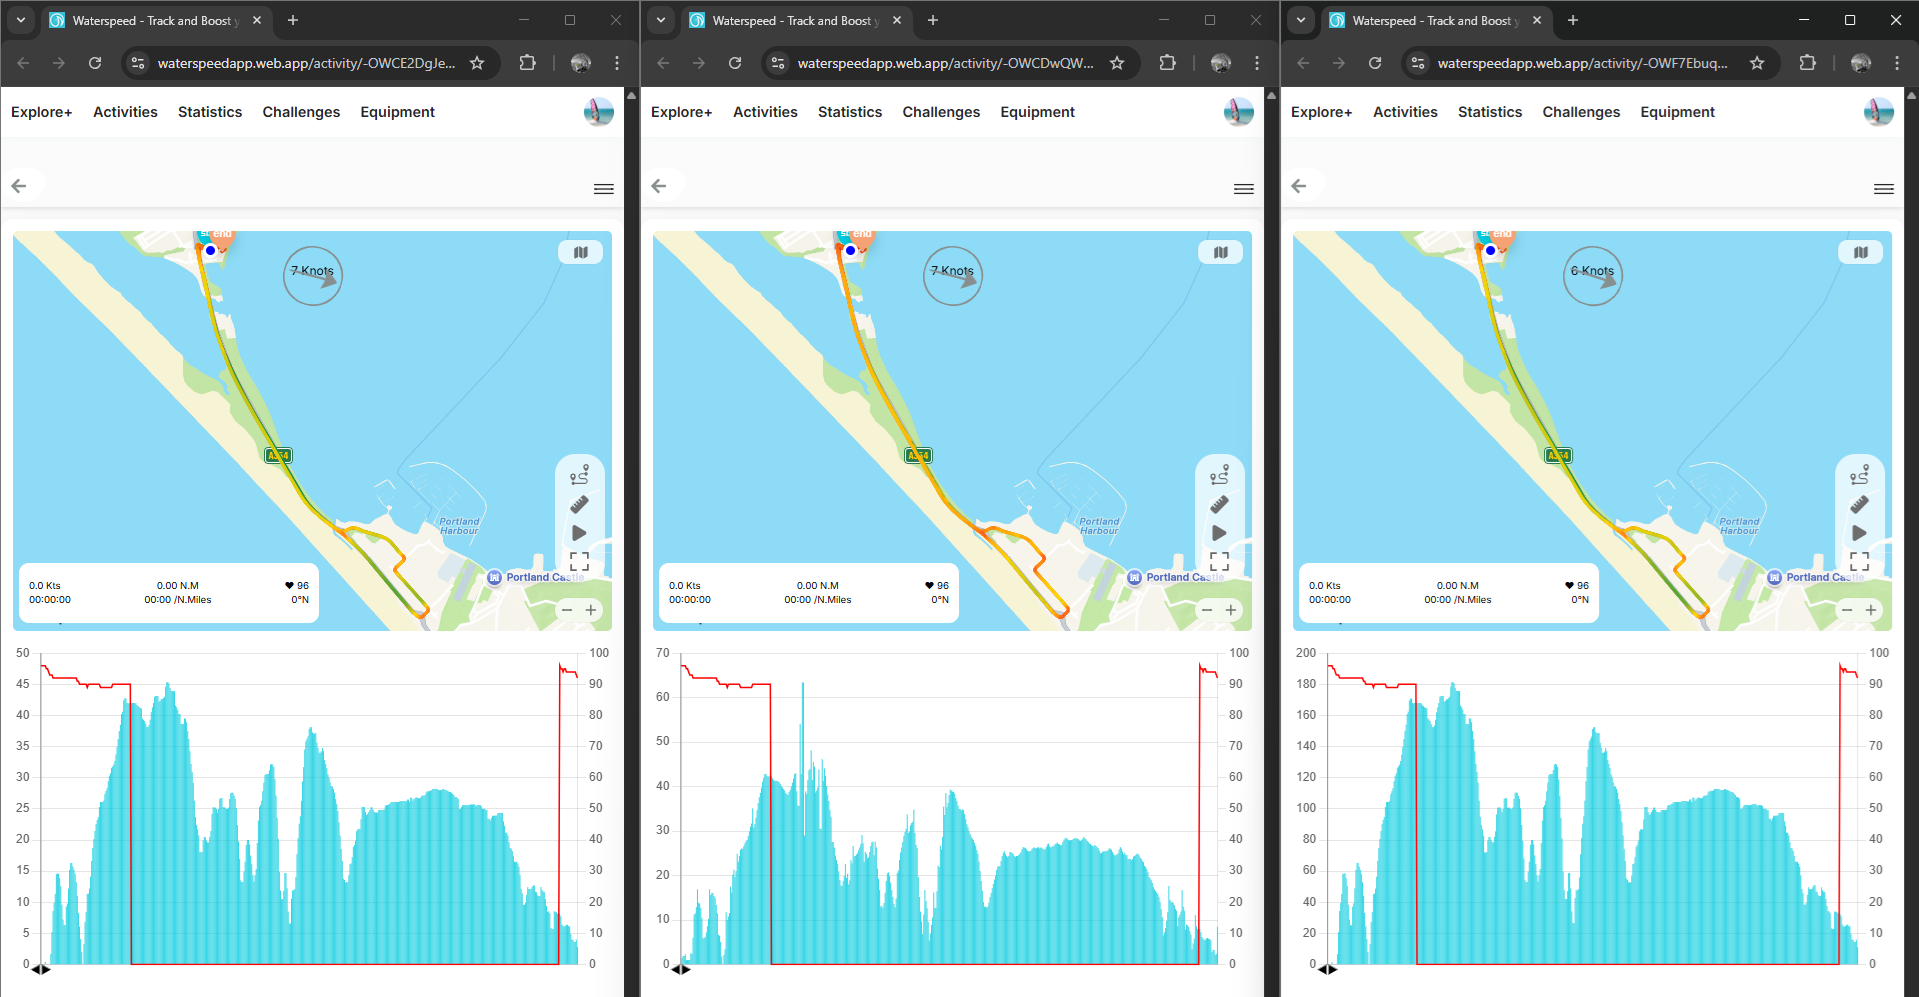 Waterspeed - Track and Boost y
waterspeedapp.web.app/activity/-OWCE2DgJe...
Explore+ Activities Statistics Challenges Equipment
end
7 Knots
A354
Portland
Harbour
Portland Castle
0.0 Kts 0.00 N.M ♥ 96
00:00:00 00:00 /N.Miles 0°N
50 100
45 90
40 80
35 70
30 60
25 50
20 40
15 30
10 20
5 10
0 0
Waterspeed - Track and Boost y
waterspeedapp.web.app/activity/-OWCDwQW...
Explore+ Activities Statistics Challenges Equipment
end
7 Knots
A354
Portland
Harbour
Portland Castle
0.0 Kts 0.00 N.M ♥ 96
00:00:00 00:00 /N.Miles 0°N
70 100
90
60
80
50 70
60
40
50
30
40
20 30
20
10
10
0 0
Waterspeed - Track and Boost y
waterspeedapp.web.app/activity/-OWF7Ebuq...
Explore+ Activities Statistics Challenges Equipment
end
6 Knots
A354
Portland
Harbour
Portland Castle
0.0 Kts 0.00 N.M ♥ 96
00:00:00 00:00 /N.Miles 0°N
200 100
180 90
160 80
140 70
120 60
100 50
80 40
60 30
40 20
20 10
0 0